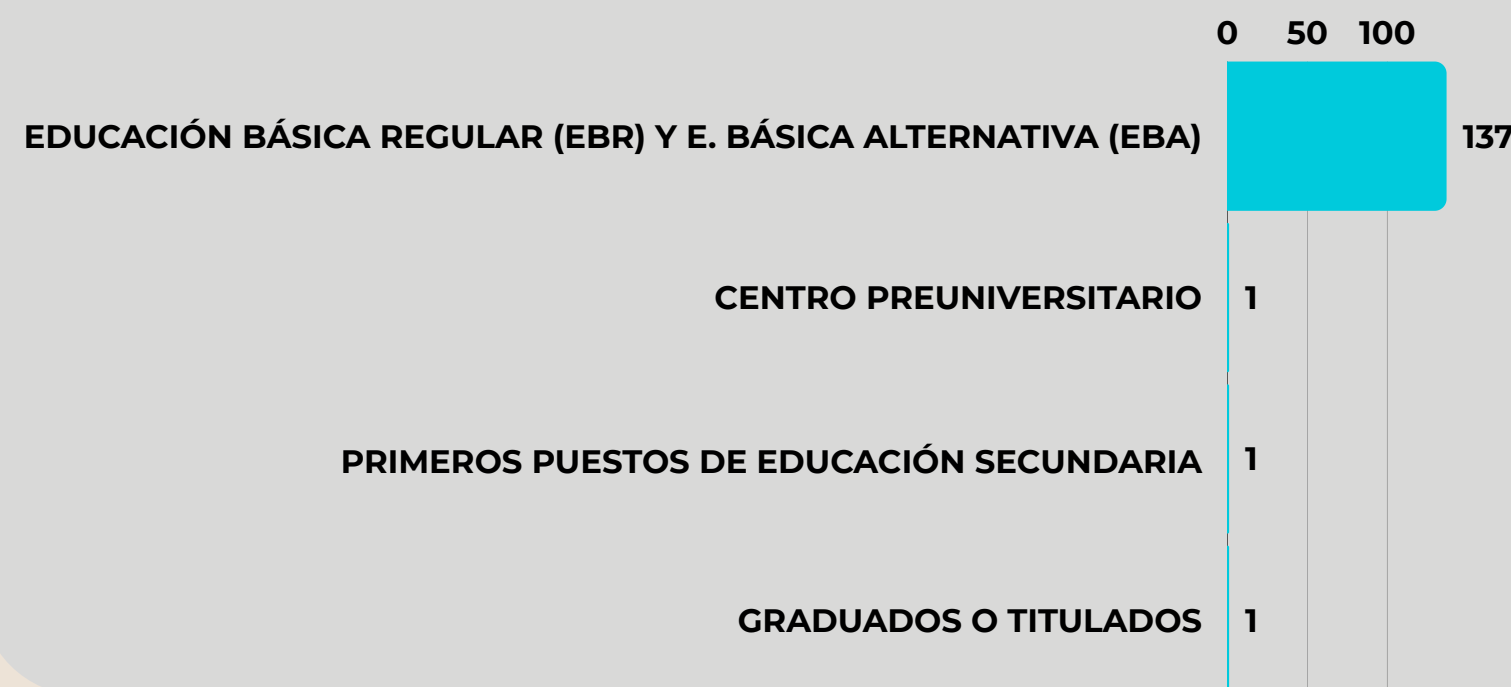 0 50 100
EDUCACIÓN BÁSICA REGULAR (EBR) Y E. BÁSICA ALTERNATIVA (EBA) 137
CENTRO PREUNIVERSITARIO 1
PRIMEROS PUESTOS DE EDUCACIÓN SECUNDARIA 1
GRADUADOS O TITULADOS 1